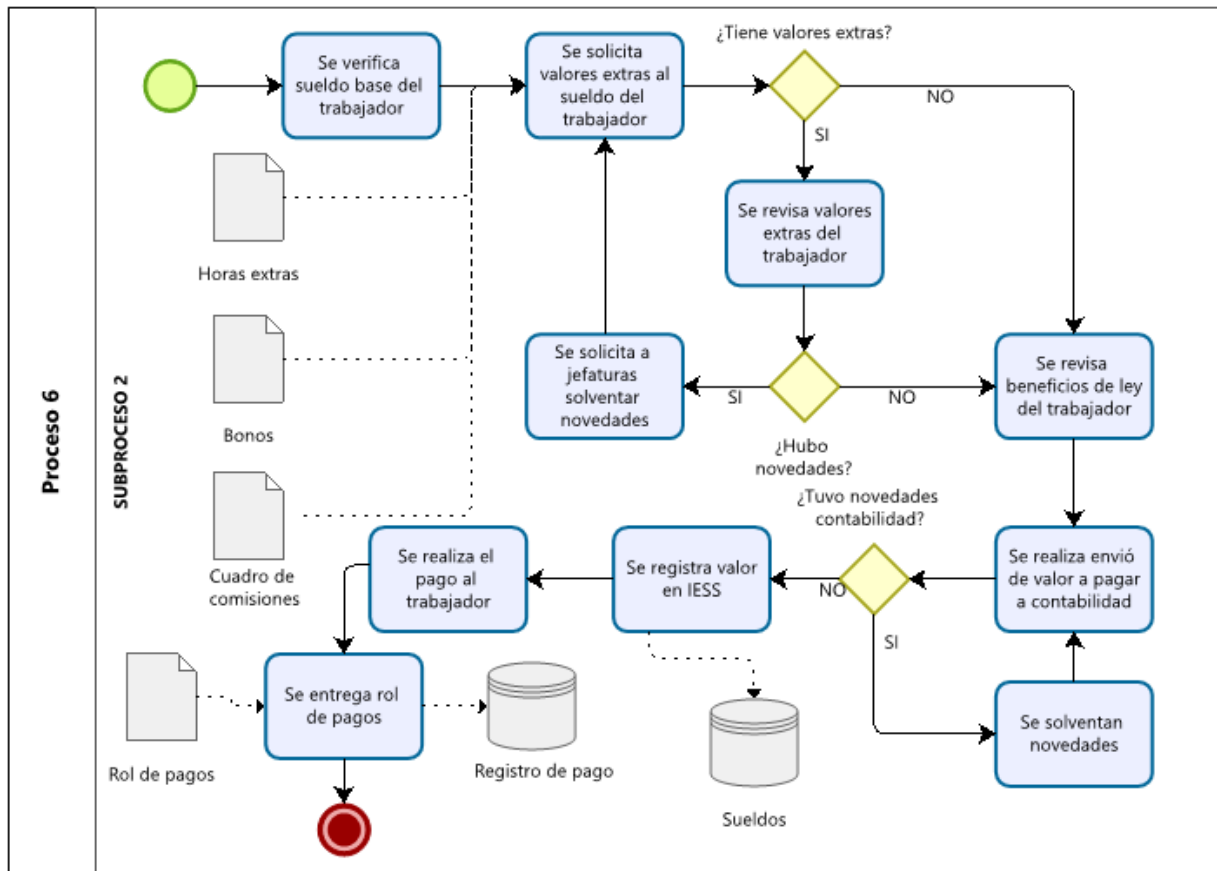 Proceso 6
SUBPROCESO 2
Se verifica
sueldo base del
trabajador
Se solicita
valores extras al
sueldo del
trabajador
¿Tiene valores extras?
NO
SI
Horas extras
Se revisa valores
extras del
trabajador
Bonos
Se solicita a
jefaturas
solventar
novedades
SI
NO
¿Hubo
novedades?
Se revisa
beneficios de ley
del trabajador
Cuadro de
comisiones
Se realiza el
pago al
trabajador
Se registra valor
en IESS
¿Tuvo novedades
contabilidad?
NO
SI
Se realiza envió
de valor a pagar
a contabilidad
Rol de pagos
Se entrega rol
de pagos
Registro de pago
Sueldos
Se solventan
novedades